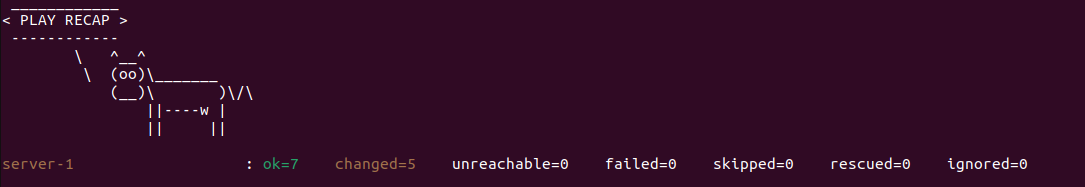 ____________
< PLAY RECAP >
 ------------
        \   ^__^
         \  (oo)\_______
            (__)\       )\/\
                ||----w |
                ||     ||

server-1                   : ok=7    changed=5    unreachable=0    failed=0    skipped=0    rescued=0    ignored=0